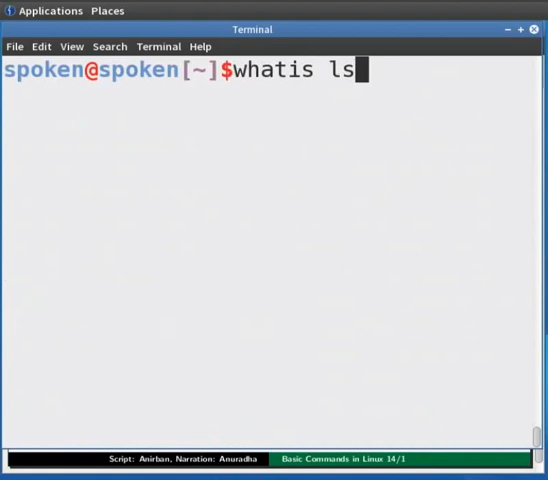 Applications Places
Terminal
File Edit View Search Terminal Help
spoken@spoken[~]$whatis ls
Script: Anirban, Narration: Anuradha Basic Commands in Linux 14/1